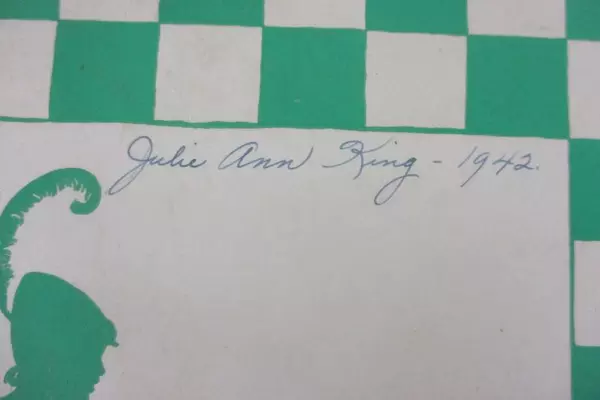 Julie Ann King - 1942.